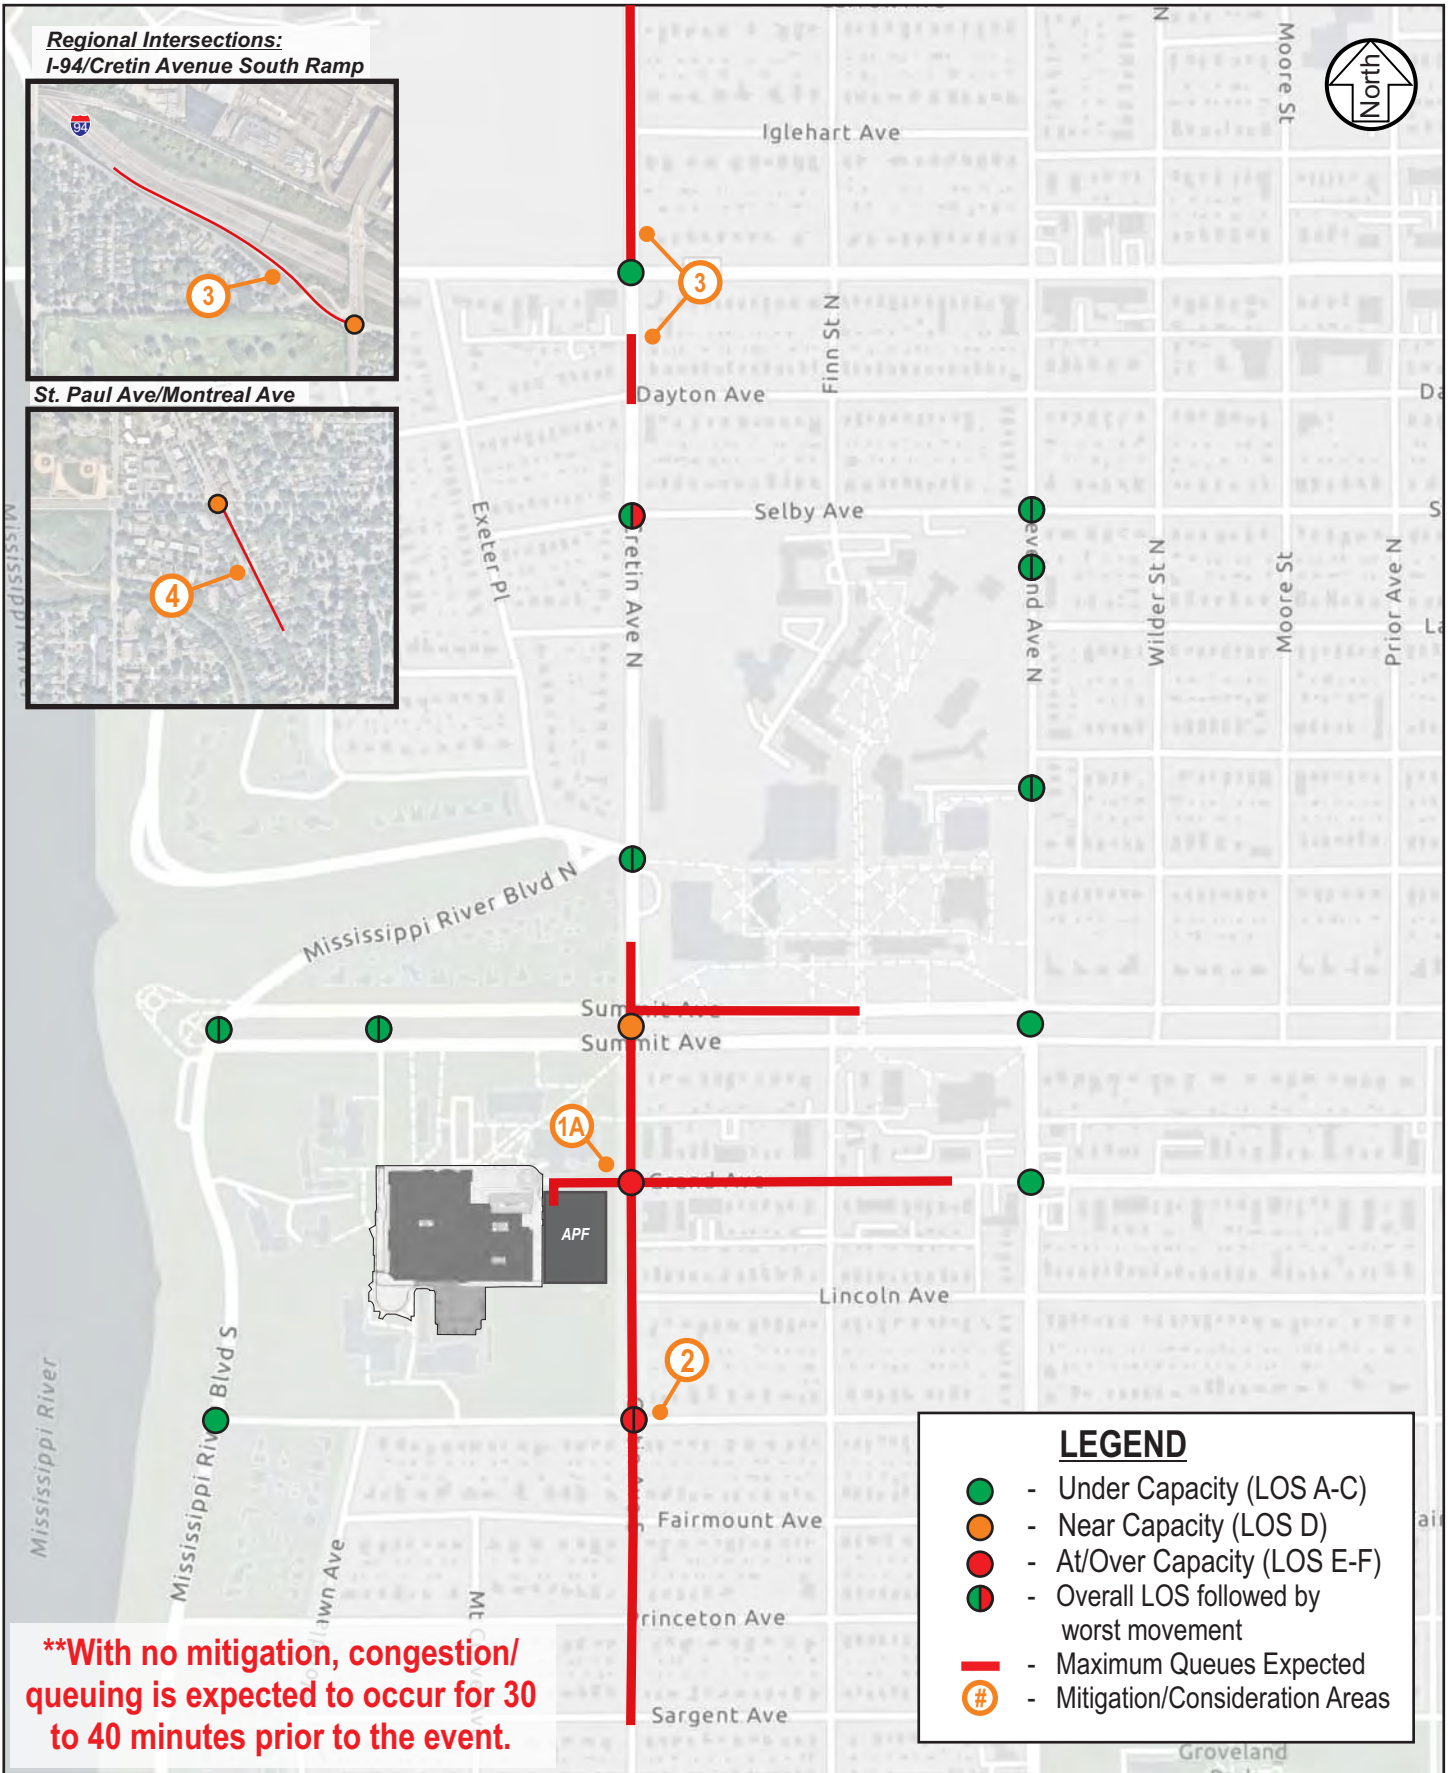 Regional Intersections:
I-94/Cretin Avenue South Ramp
94
3
St. Paul Ave/Montreal Ave
4
North
N
Moore St
Iglehart Ave
3
Finn St N
Dayton Ave
Selby Ave
Exeter Pl
Cretin Ave N
Wilder St N
Moore St
Prior Ave N
Mississippi River Blvd N
Summit Ave
Summit Ave
1A
Grand Ave
APF
Lincoln Ave
2
Mississippi River Blvd S
Mississippi River
Fairmount Ave
Princeton Ave
Sargent Ave
Groveland
**With no mitigation, congestion/
queuing is expected to occur for 30
to 40 minutes prior to the event.
LEGEND
- Under Capacity (LOS A-C)
- Near Capacity (LOS D)
- At/Over Capacity (LOS E-F)
- Overall LOS followed by
worst movement
- Maximum Queues Expected
# - Mitigation/Consideration Areas